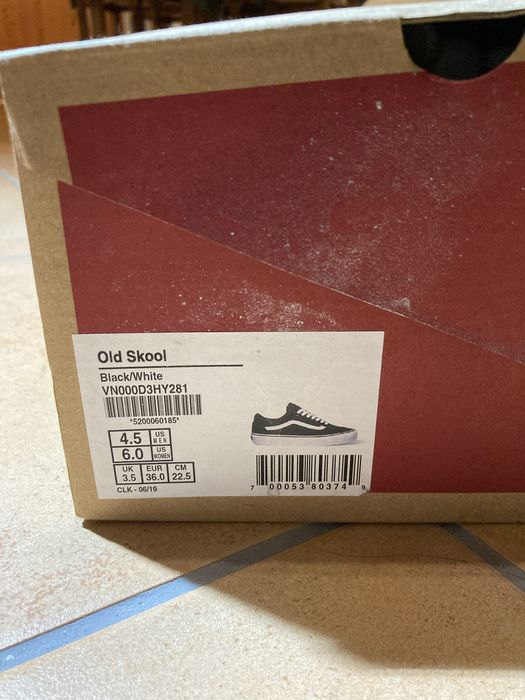 Old Skool
Black/White
VN000D3HY281
*5200060185*
4.5 US MEN
6.0 US WOMEN
UK EUR CM
3.5 36.0 22.5
CLK - 06/19
7 00053 80374 9